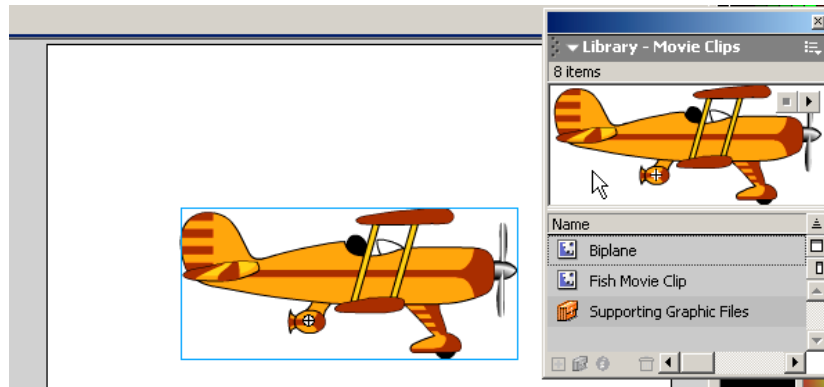 Library - Movie Clips
8 items
Name
Biplane
Fish Movie Clip
Supporting Graphic Files